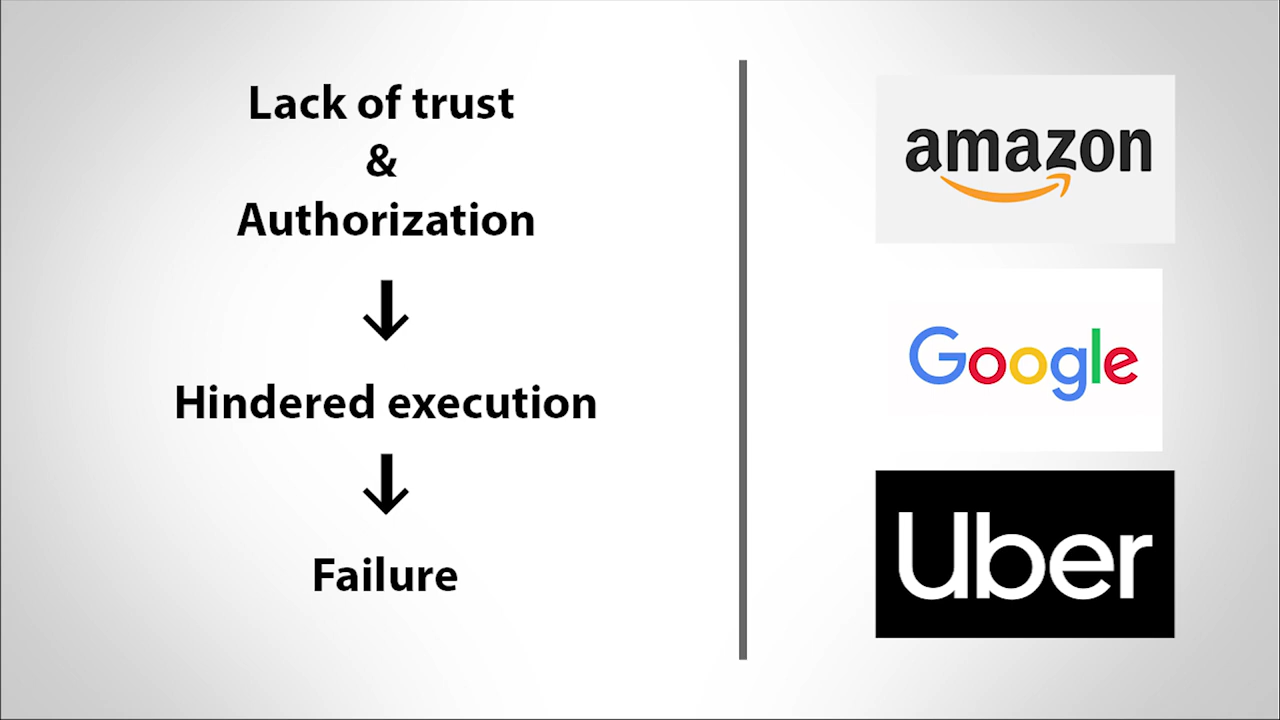 Lack of trust
&
Authorization
↓
Hindered execution
↓
Failure
amazon
Google
Uber